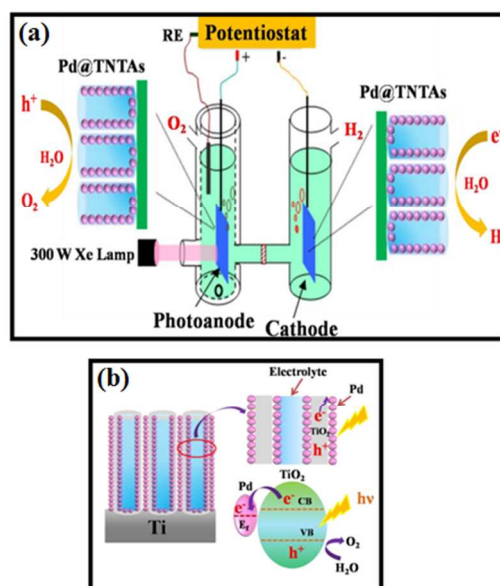 (a)
RE
Potentiostat
+
-
Pd@TNTAs
Pd@TNTAs
O2
H2
h+
H2O
O2
e
H2O
H
300 W Xe Lamp
Photoanode
Cathode
(b)
Electrolyte
Pd
e-
TiO2
h+
Ti
TiO2
Pd
e-
Ef
e-
CB
hν
VB
h+
O2
H2O